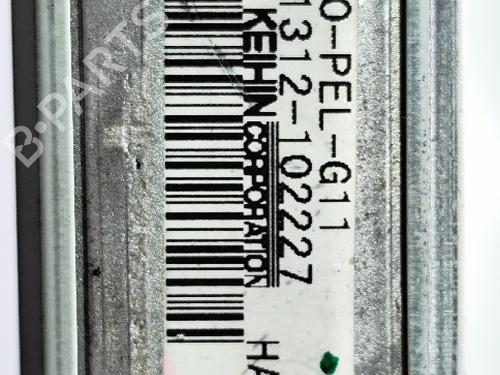 0-PEL-G11
1312-102227
KEIHIN CORPORATION
HA
B-PARTS